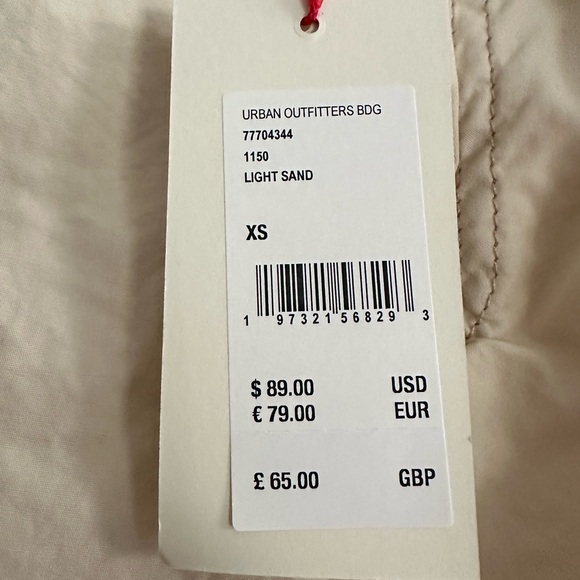 URBAN OUTFITTERS BDG
77704344
1150
LIGHT SAND
XS
1 97321 56829 3
$ 89.00 USD
€ 79.00 EUR
£ 65.00 GBP